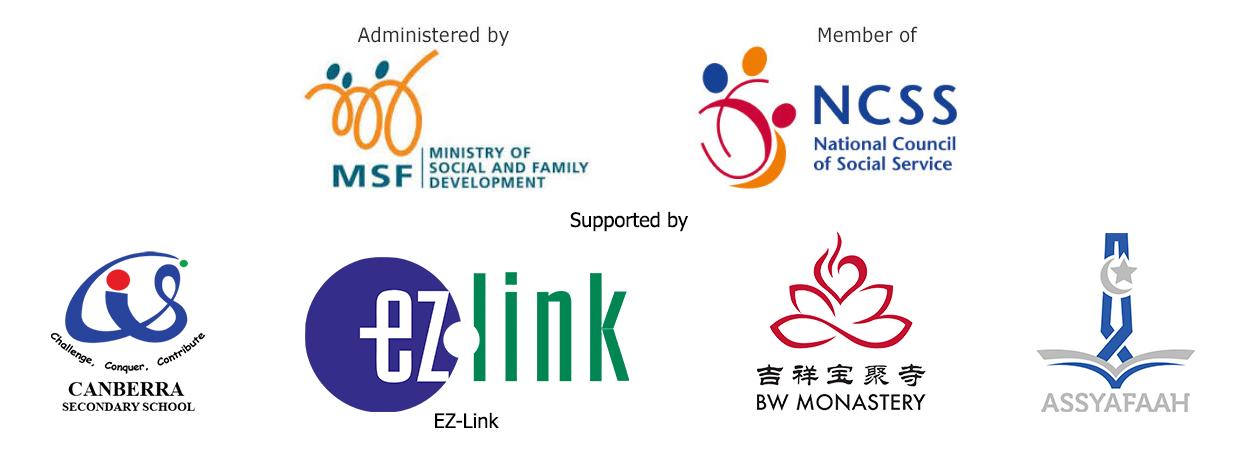 Administered by
Member of
MSF
MINISTRY OF
SOCIAL AND FAMILY
DEVELOPMENT
NCSS
National Council
of Social Service
Supported by
Challenge, Conquer, Contribute
CANBERRA
SECONDARY SCHOOL
ez-link
EZ-Link
吉祥宝聚寺
BW MONASTERY
ASSYAFAAH